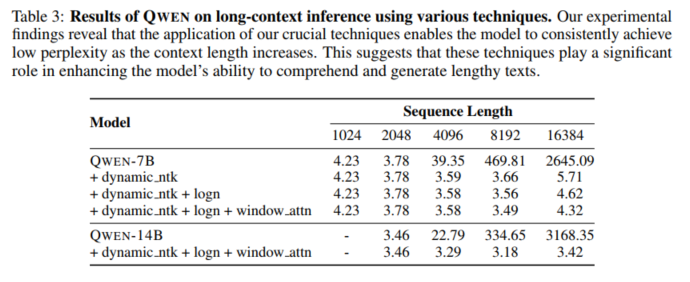 Table 3: Results of QWEN on long-context inference using various techniques. Our experimental
findings reveal that the application of our crucial techniques enables the model to consistently achieve
low perplexity as the context length increases. This suggests that these techniques play a significant
role in enhancing the model's ability to comprehend and generate lengthy texts.
Model Sequence Length
1024 2048 4096 8192 16384
QWEN-7B 4.23 3.78 39.35 469.81 2645.09
+ dynamic_ntk 4.23 3.78 3.59 3.66 5.71
+ dynamic_ntk + logn 4.23 3.78 3.58 3.56 4.62
+ dynamic_ntk + logn + window_attn 4.23 3.78 3.58 3.49 4.32
QWEN-14B - 3.46 22.79 334.65 3168.35
+ dynamic_ntk + logn + window_attn - 3.46 3.29 3.18 3.42